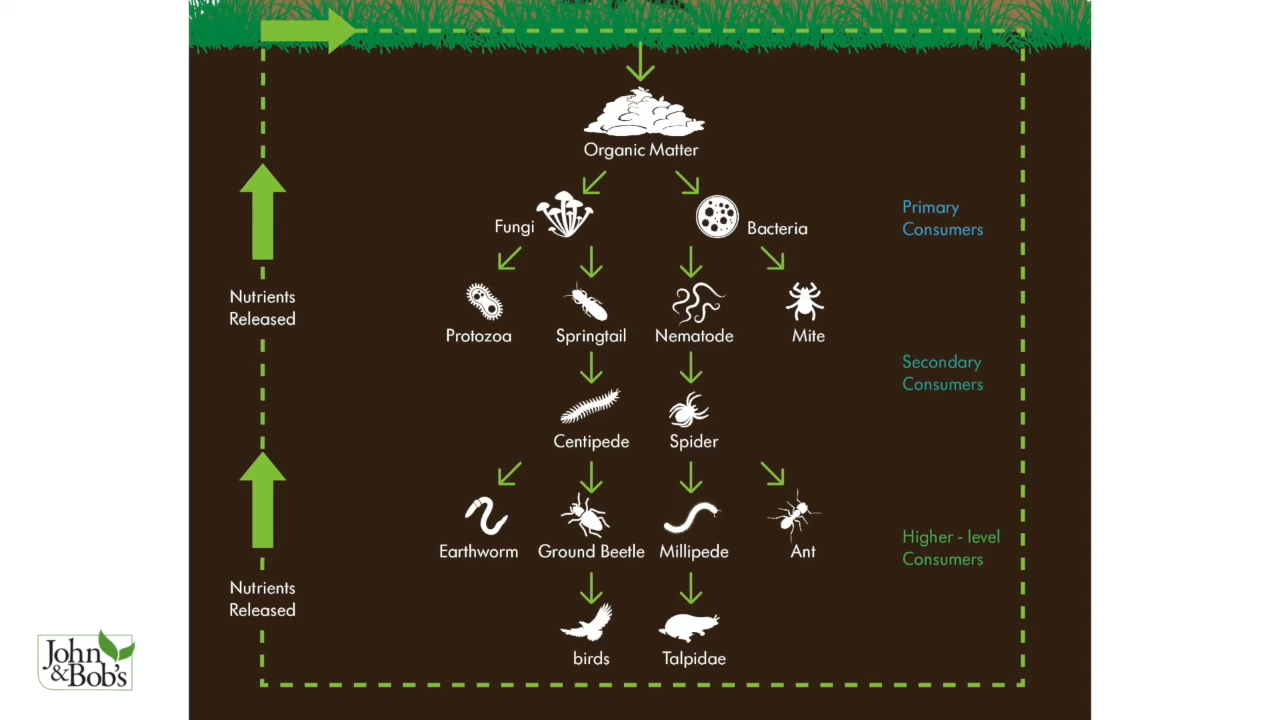 Organic Matter
Fungi
Bacteria
Primary
Consumers
Nutrients
Released
Protozoa
Springtail
Nematode
Mite
Secondary
Consumers
Centipede
Spider
Earthworm
Ground Beetle
Millipede
Ant
Higher - level
Consumers
Nutrients
Released
birds
Talpidae
John
&Bob's